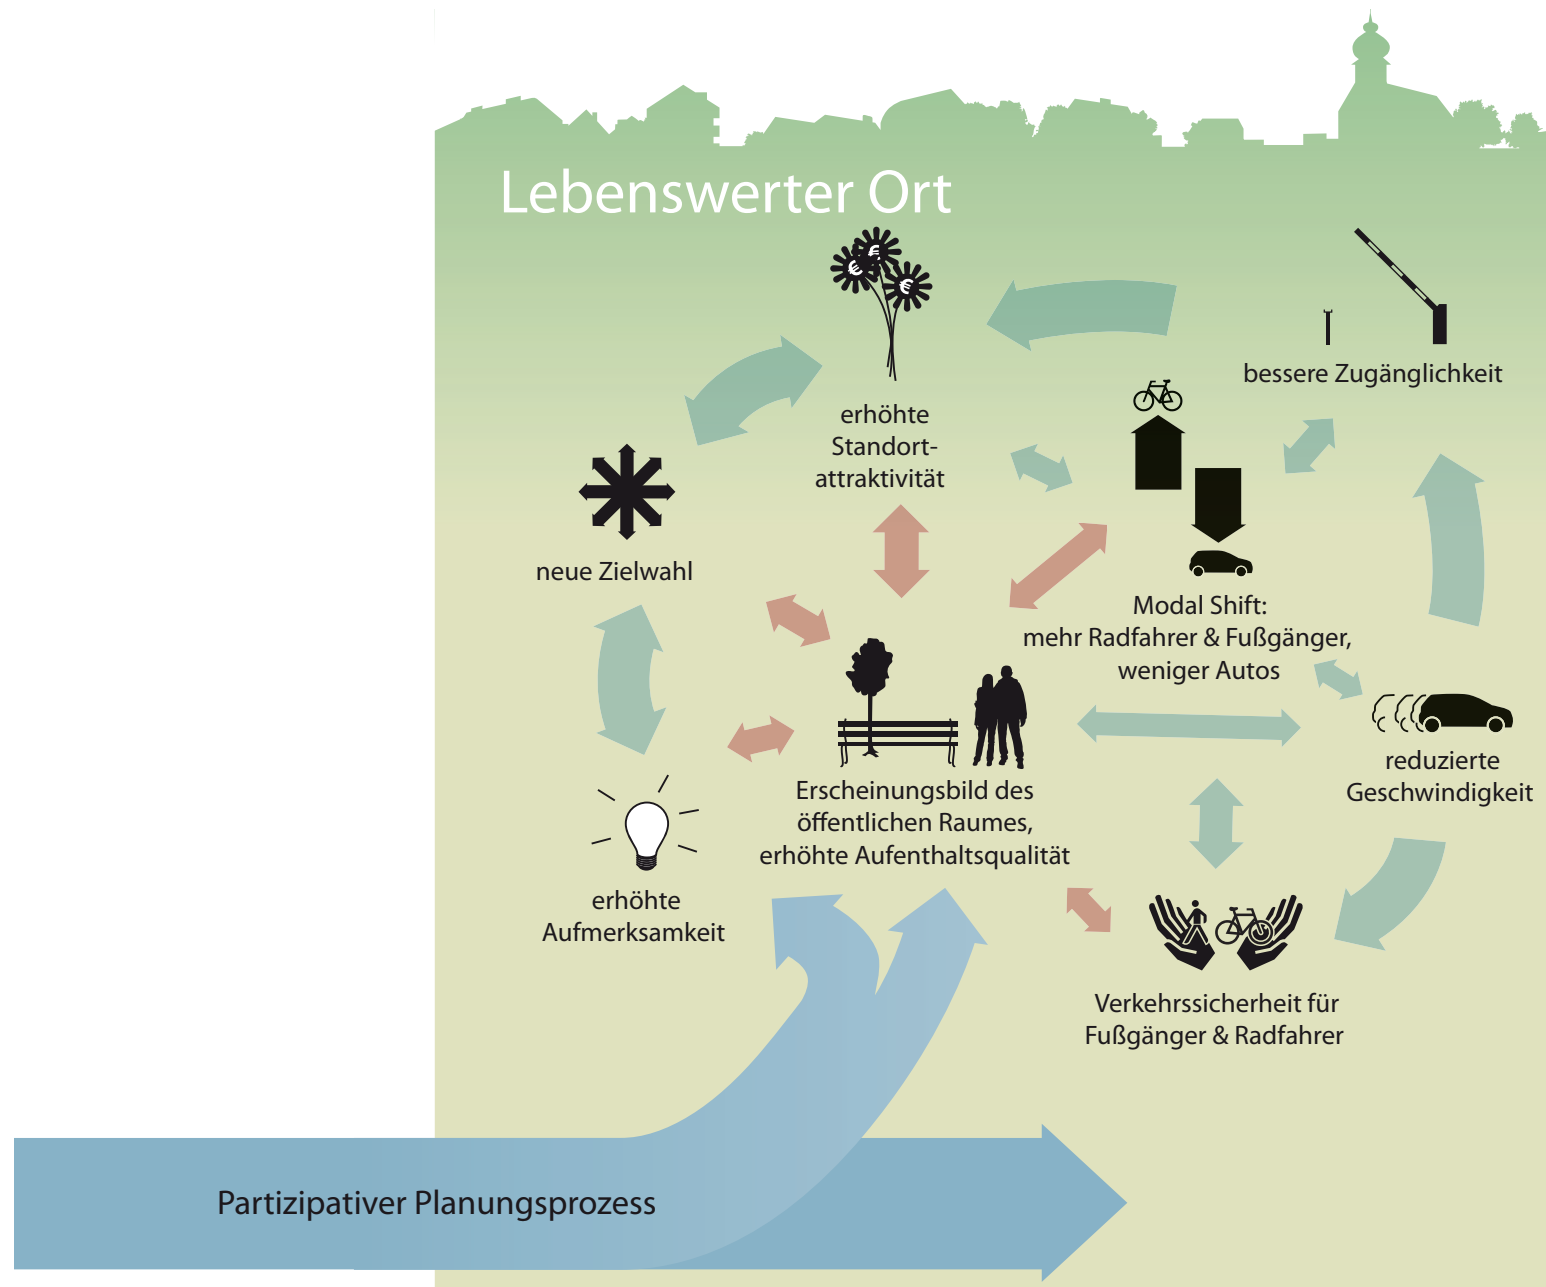 Lebenswerter Ort
€
€
€
bessere Zugänglichkeit
erhöhte
Standort-
attraktivität
neue Zielwahl
Modal Shift:
mehr Radfahrer & Fußgänger,
weniger Autos
reduzierte
Geschwindigkeit
Erscheinungsbild des
öffentlichen Raumes,
erhöhte Aufenthaltsqualität
erhöhte
Aufmerksamkeit
Verkehrssicherheit für
Fußgänger & Radfahrer
Partizipativer Planungsprozess